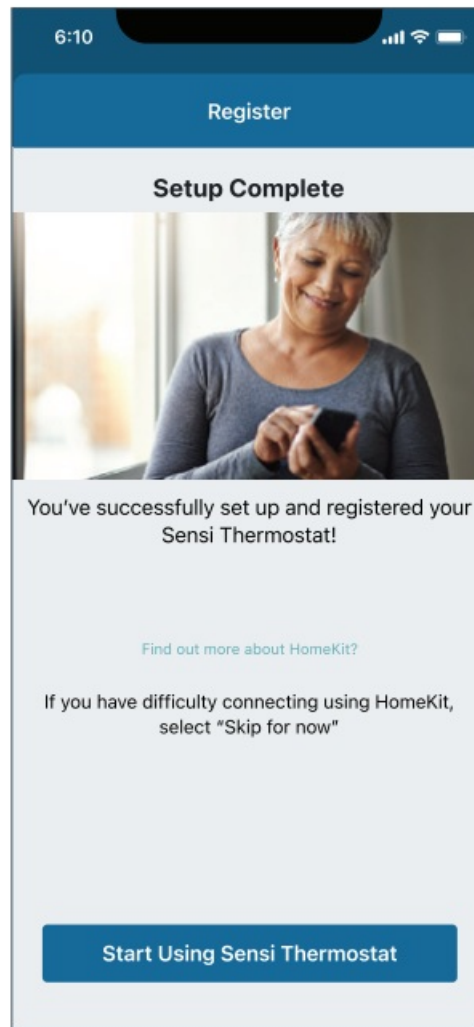 6:10
Register
Setup Complete
You've successfully set up and registered your
Sensi Thermostat!
Find out more about HomeKit?
If you have difficulty connecting using HomeKit,
select “Skip for now”
Start Using Sensi Thermostat